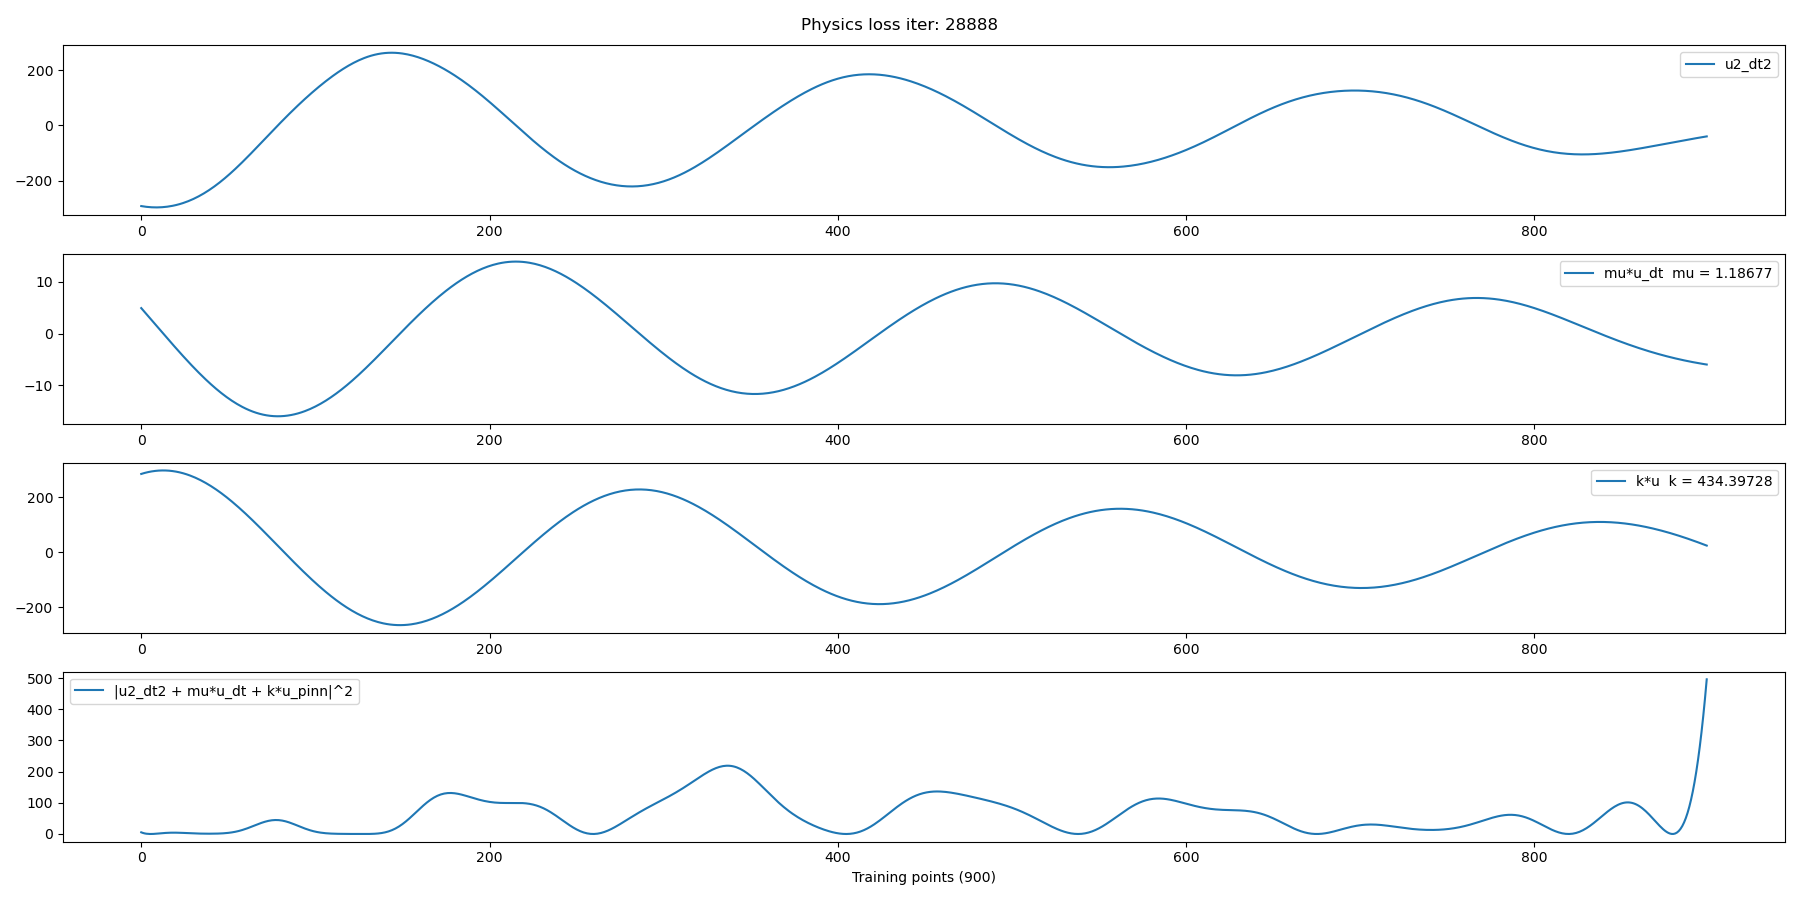 Physics loss iter: 28888
200
0
−200
u2_dt2
0 200 400 600 800
10
0
−10
mu*u_dt  mu = 1.18677
0 200 400 600 800
200
0
−200
k*u  k = 434.39728
0 200 400 600 800
500
400
300
200
100
0
|u2_dt2 + mu*u_dt + k*u_pinn|^2
0 200 400 600 800
Training points (900)